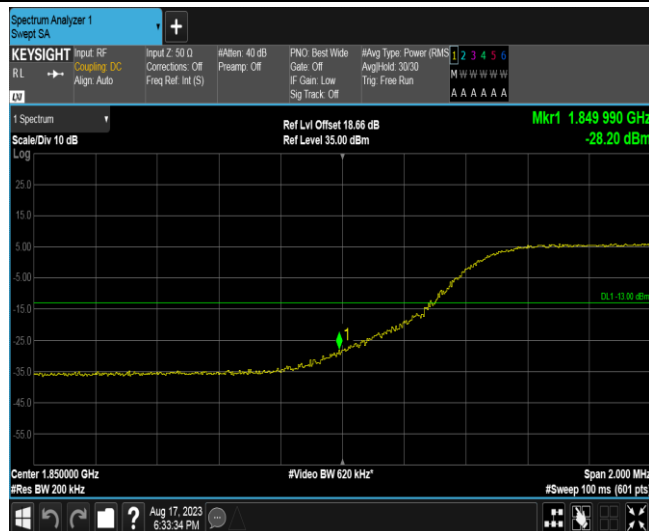 Spectrum Analyzer 1
Swept SA
KEYSIGHT
RL
Input: RF
Coupling: DC
Align: Auto
Input Z: 50 Ω
Corrections: Off
Freq Ref: Int (S)
#Atten: 40 dB
Preamp: Off
PNO: Best Wide
Gate: Off
IF Gain: Low
Sig Track: Off
#Avg Type: Power (RMS
Avg|Hold: 30/30
Trig: Free Run
1 2 3 4 5 6
M W W W W W
A A A A A A
LXI
1 Spectrum
Scale/Div 10 dB
Ref Lvl Offset 18.66 dB
Ref Level 35.00 dBm
Mkr1 1.849 990 GHz
-28.20 dBm
Log
25.0
15.0
5.00
-5.00
-15.0
-25.0
-35.0
-45.0
-55.0
DL1 -13.00 dBm
1
Center 1.850000 GHz
#Res BW 200 kHz
#Video BW 620 kHz*
Span 2.000 MHz
#Sweep 100 ms (601 pts)
?
Aug 17, 2023
6:33:34 PM